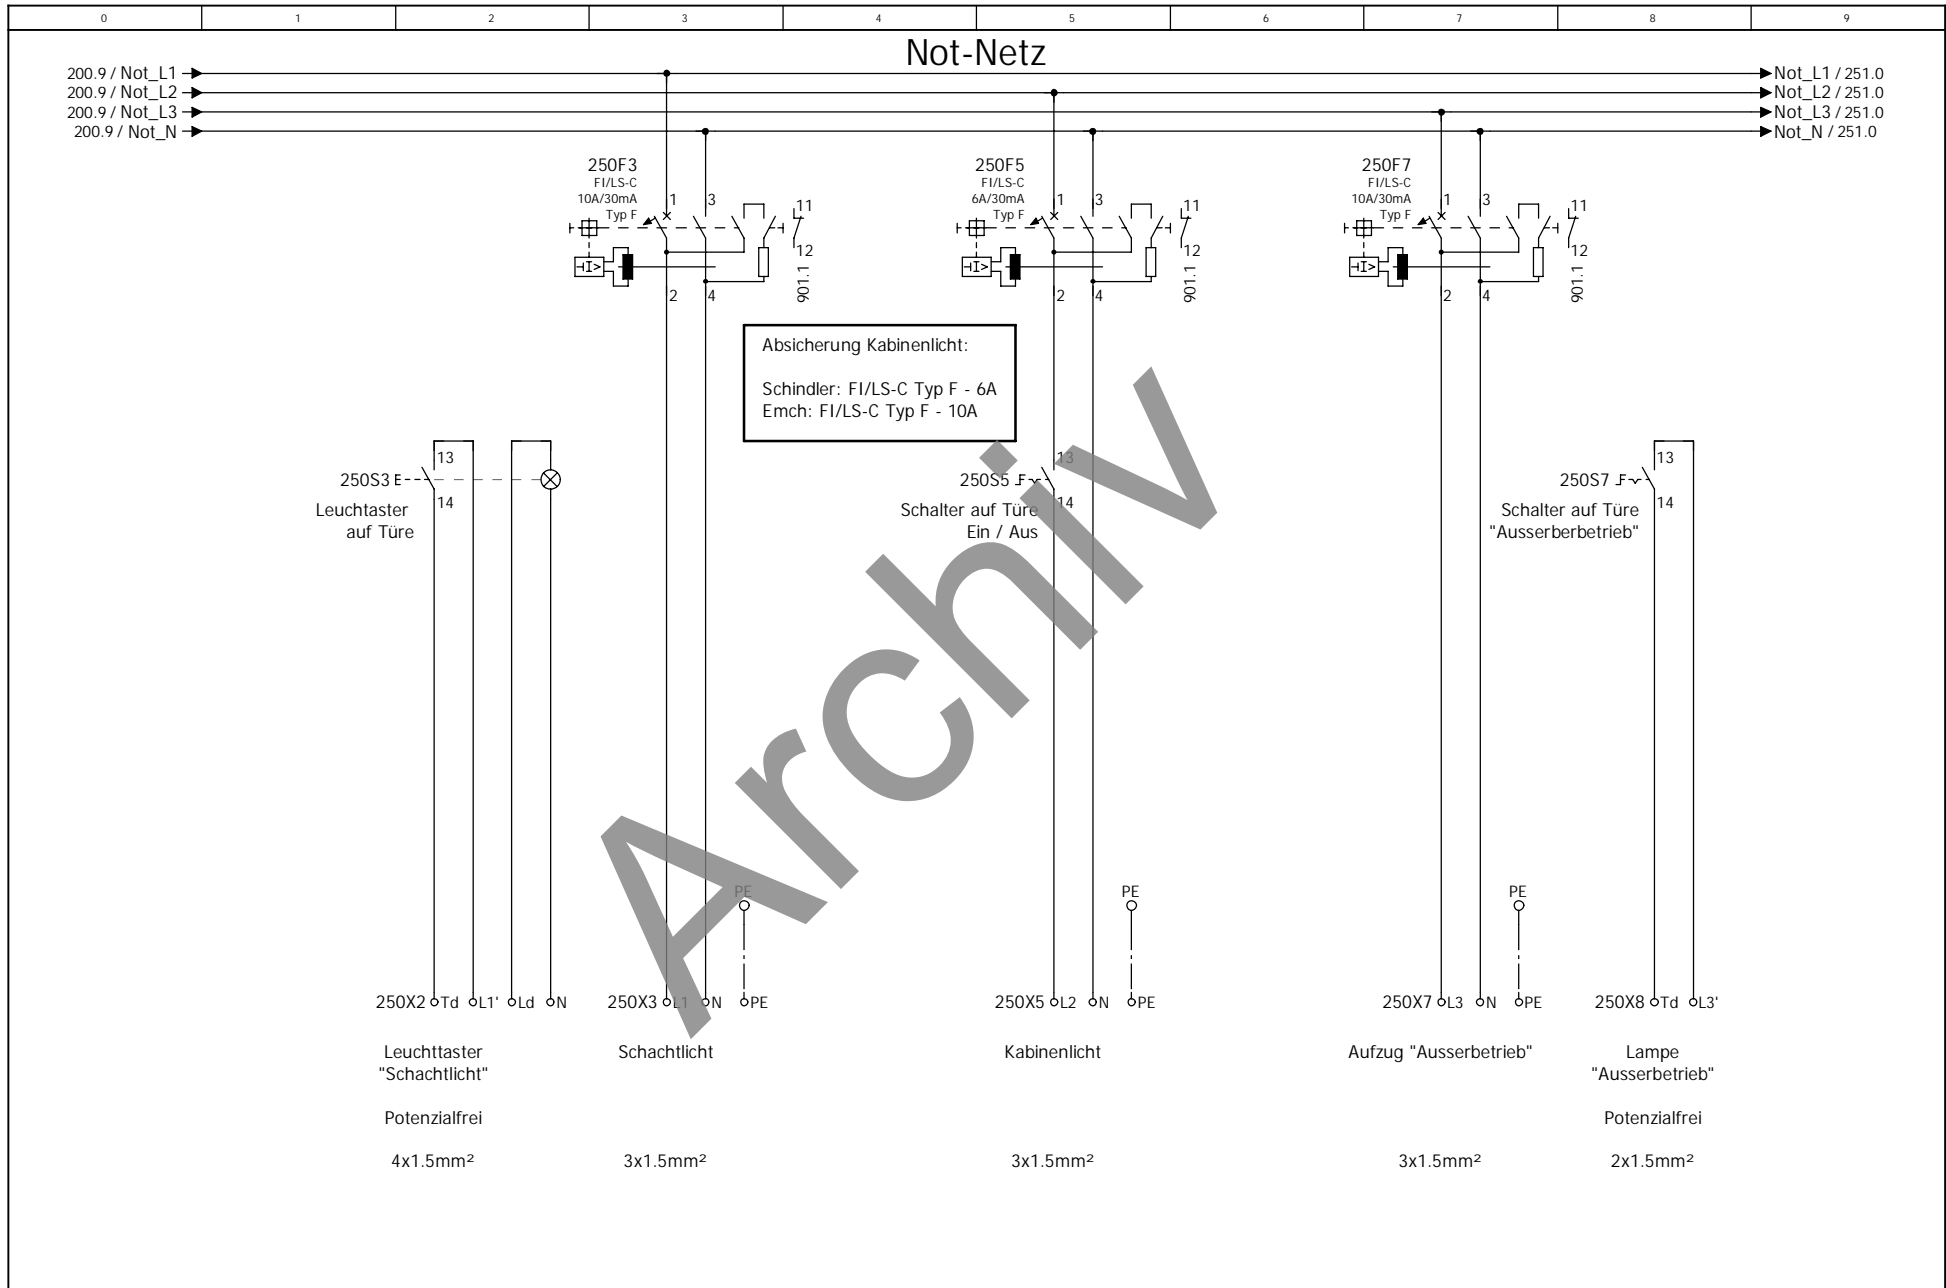 0 1 2 3 4 5 6 7 8 9
Not-Netz
200.9 / Not_L1
Not_L1 / 251.0
200.9 / Not_L2
Not_L2 / 251.0
200.9 / Not_L3
Not_L3 / 251.0
200.9 / Not_N
Not_N / 251.0
250F3
FI/LS-C
10A/30mA
Typ F
1 3
11
12
-I>
2 4
901.1
250F5
FI/LS-C
6A/30mA
Typ F
1 3
11
12
-I>
2 4
901.1
250F7
FI/LS-C
10A/30mA
Typ F
1 3
11
12
-I>
2 4
901.1
Absicherung Kabinenlicht:
Schindler: FI/LS-C Typ F - 6A
Emch: FI/LS-C Typ F - 10A
13
250S3
14
Leuchtaster
auf Türe
13
250S5
14
Schalter auf Türe
Ein / Aus
13
250S7
14
Schalter auf Türe
"Ausserberbetrieb"
Archiv
PE
PE
PE
250X2 Td L1' Ld N
250X3 L1 N PE
250X5 L2 N PE
250X7 L3 N PE
250X8 Td L3'
Leuchttaster
"Schachtlicht"
Potenzialfrei
4x1.5mm²
Schachtlicht
3x1.5mm²
Kabinenlicht
3x1.5mm²
Aufzug "Ausserbetrieb"
3x1.5mm²
Lampe
"Ausserbetrieb"
Potenzialfrei
2x1.5mm²